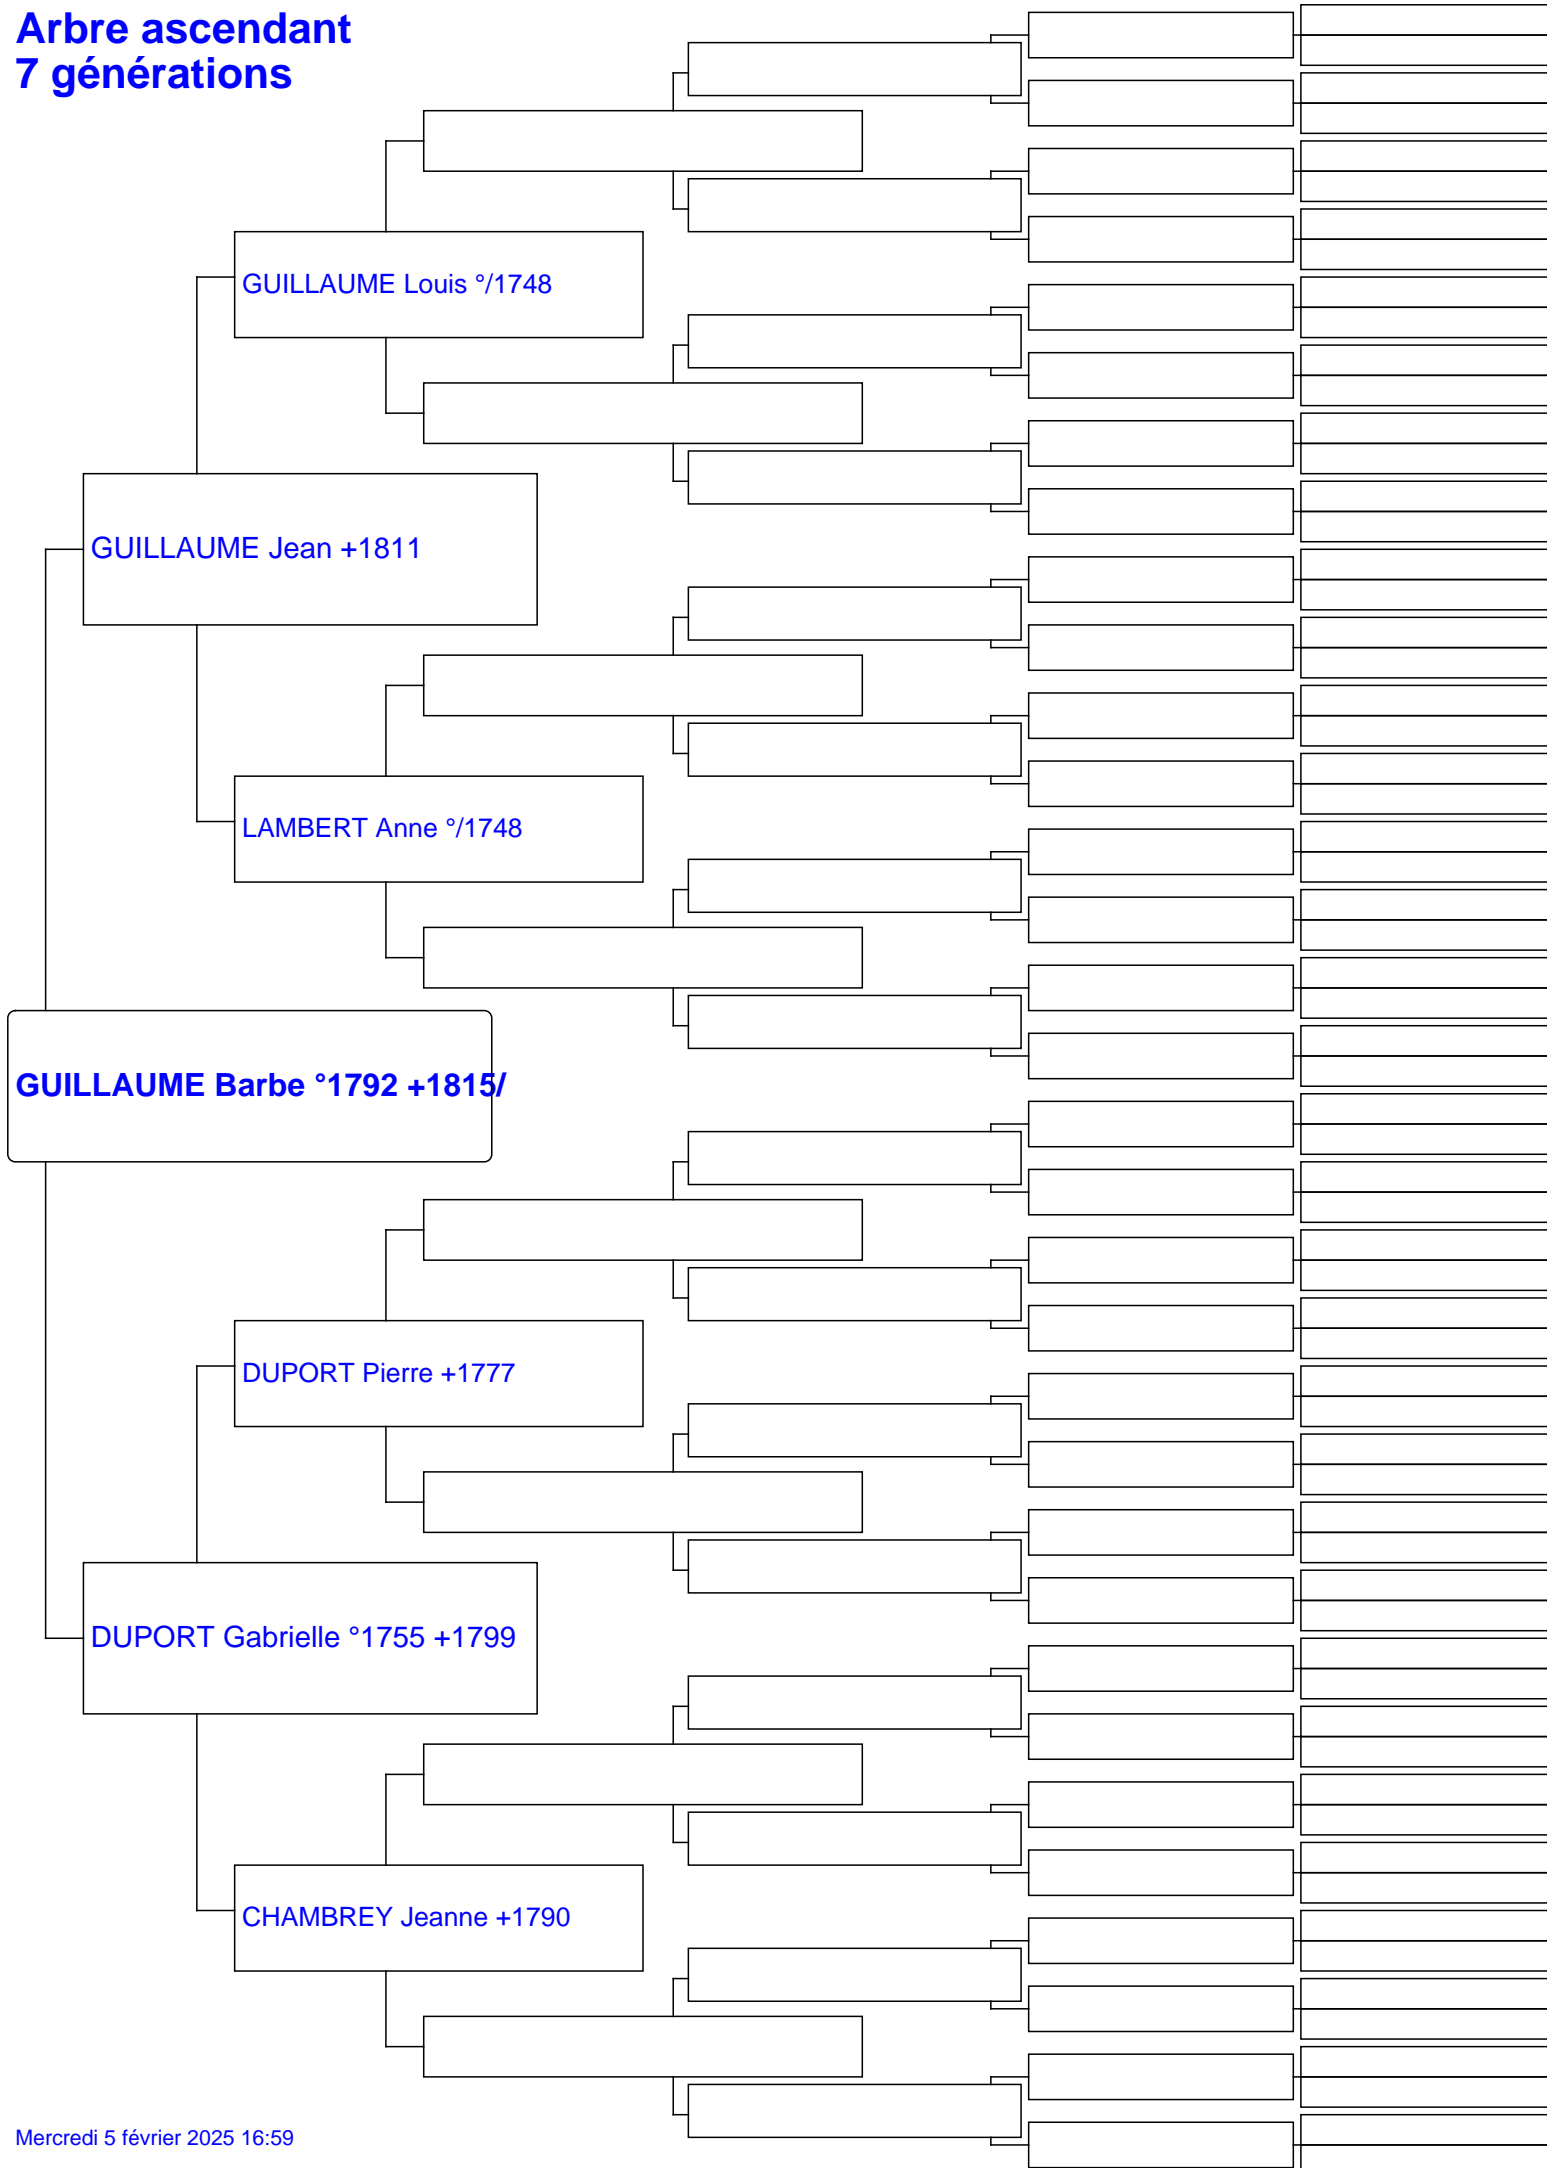 Arbre ascendant
7 générations
GUILLAUME Louis °/1748
GUILLAUME Jean +1811
LAMBERT Anne °/1748
GUILLAUME Barbe °1792 +1815/
DUPORT Pierre +1777
DUPORT Gabrielle °1755 +1799
CHAMBREY Jeanne +1790
Mercredi 5 février 2025 16:59